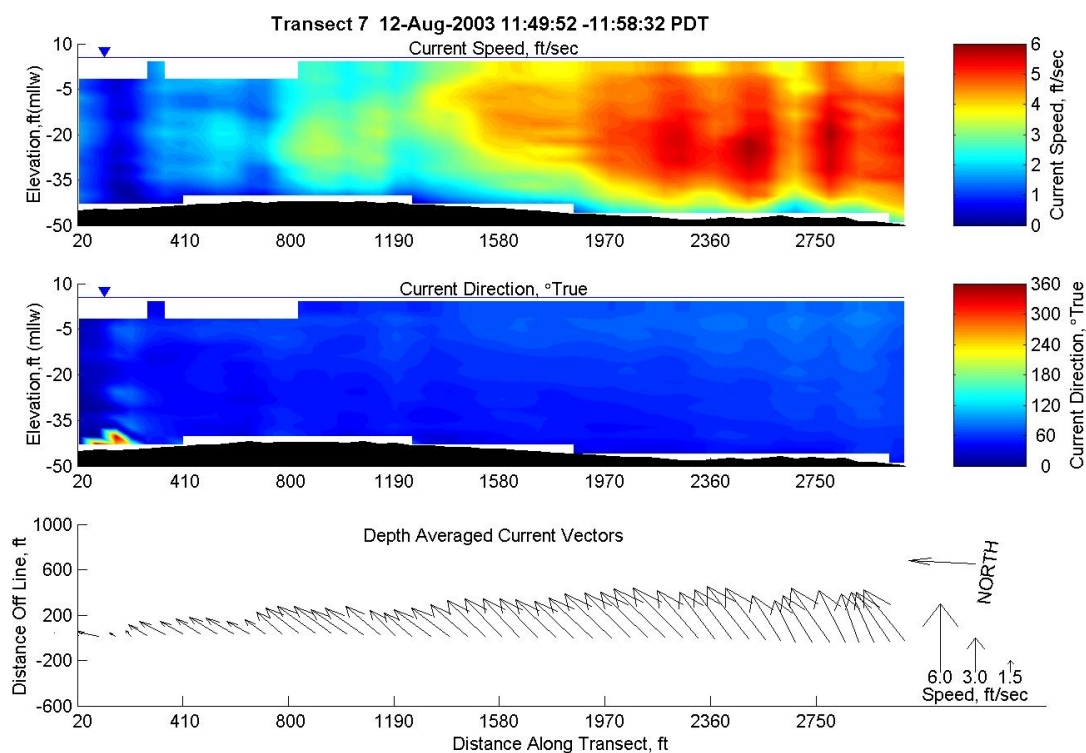 Transect 7 12-Aug-2003 11:49:52 -11:58:32 PDT
Current Speed, ft/sec
Elevation,ft(mllw)
10
-5
-20
-35
-50
20 410 800 1190 1580 1970 2360 2750
6
5
4
3
2
1
0
Current Speed, ft/sec
Current Direction, °True
Elevation,ft (mllw)
10
-5
-20
-35
-50
20 410 800 1190 1580 1970 2360 2750
360
300
240
180
120
60
0
Current Direction,°True
Depth Averaged Current Vectors
Distance Off Line, ft
1000
600
200
-200
-600
20 410 800 1190 1580 1970 2360 2750
Distance Along Transect, ft
NORTH
6.0 3.0 1.5
Speed, ft/sec